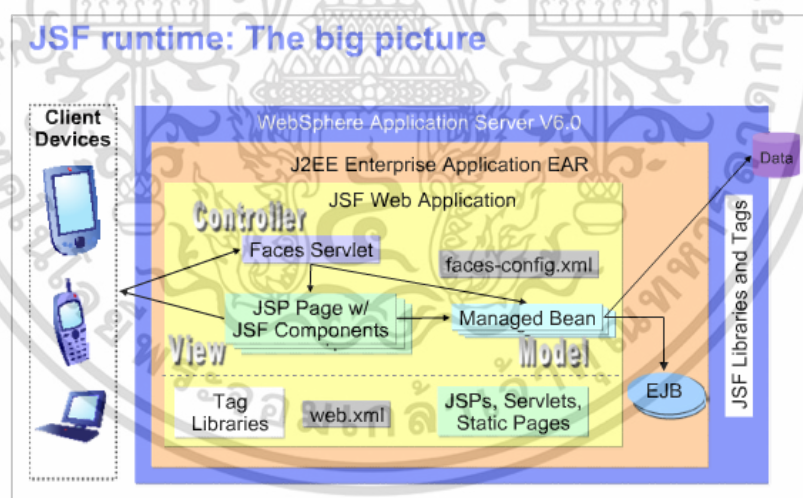 JSF runtime: The big picture
Client
Devices
WebSphere Application Server V6.0
J2EE Enterprise Application EAR
JSF Web Application
Controller
Faces Servlet
faces-config.xml
JSP Page w/
JSF Components
Managed Bean
View
Model
Tag
Libraries
web.xml
JSPs, Servlets,
Static Pages
EJB
Data
JSF Libraries and Tags